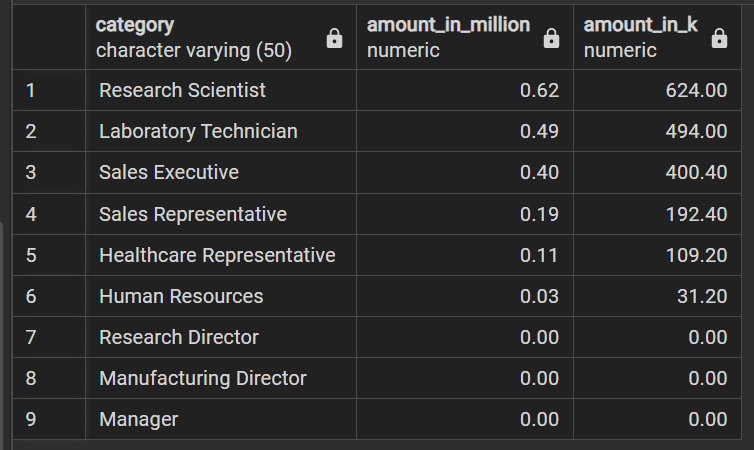 category amount_in_million amount_in_k
character varying (50) numeric numeric
1 Research Scientist 0.62 624.00
2 Laboratory Technician 0.49 494.00
3 Sales Executive 0.40 400.40
4 Sales Representative 0.19 192.40
5 Healthcare Representative 0.11 109.20
6 Human Resources 0.03 31.20
7 Research Director 0.00 0.00
8 Manufacturing Director 0.00 0.00
9 Manager 0.00 0.00